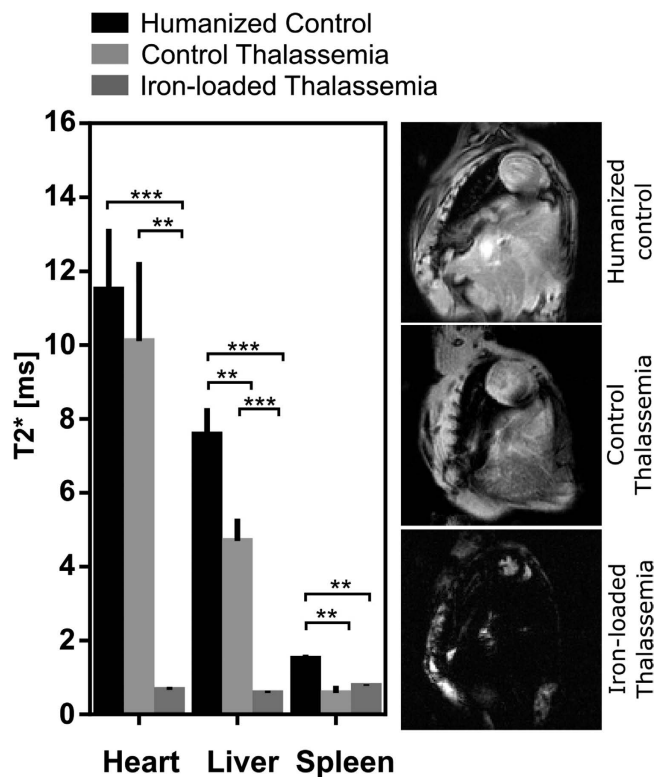 Humanized Control
Control Thalassemia
Iron-loaded Thalassemia
T2* [ms]
16
14
12
10
8
6
4
2
0
***
**
***
**
***
**
**
Heart Liver Spleen
Humanized
control
Control
Thalassemia
Iron-loaded
Thalassemia